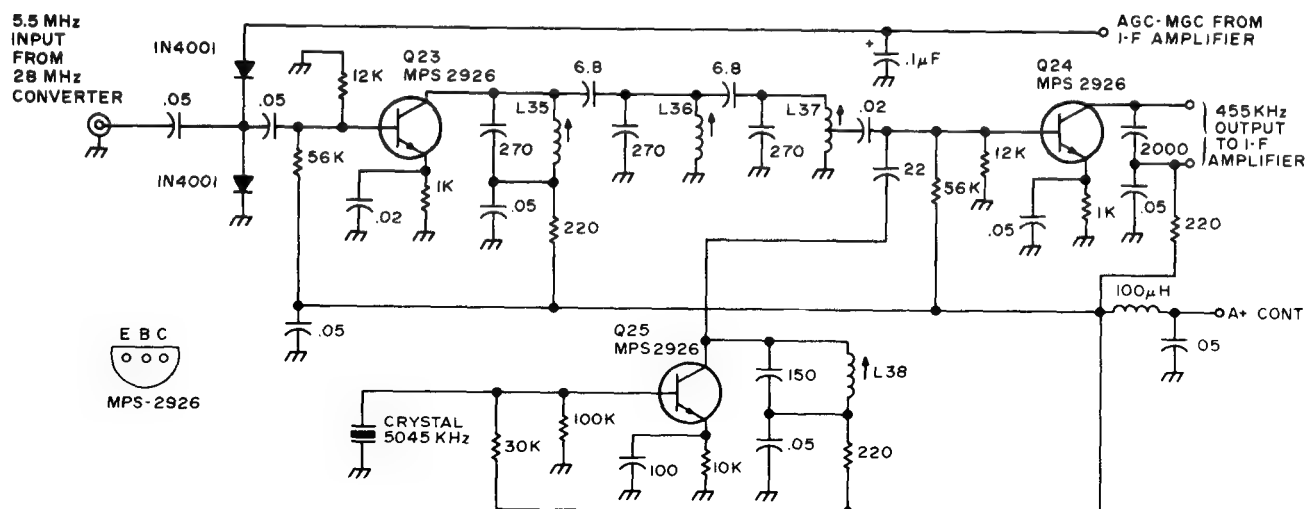 5.5 MHz
INPUT
FROM
28 MHz
CONVERTER
1N4001
1N4001
.05
.05
12K
56K
Q23
MPS 2926
.02
1K
270
L35
.05
220
6.8
270
L36
6.8
270
L37
.02
22
AGC-MGC FROM
I-F AMPLIFIER
+
.1µF
Q24
MPS 2926
12K
56K
.05
1K
2000
.05
220
455KHz
OUTPUT
TO I-F
AMPLIFIER
100µH
A+ CONT
05
.05
E B C
MPS-2926
Q25
MPS2926
CRYSTAL
5045 KHz
30K
100K
100
10K
150
L38
.05
220